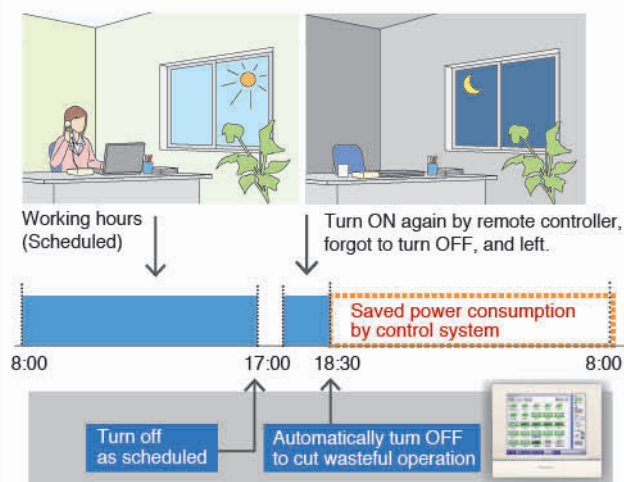 Working hours
(Scheduled)
Turn ON again by remote controller,
forgot to turn OFF, and left.
Saved power consumption
by control system
8:00
17:00
18:30
8:00
Turn off
as scheduled
Automatically turn OFF
to cut wasteful operation